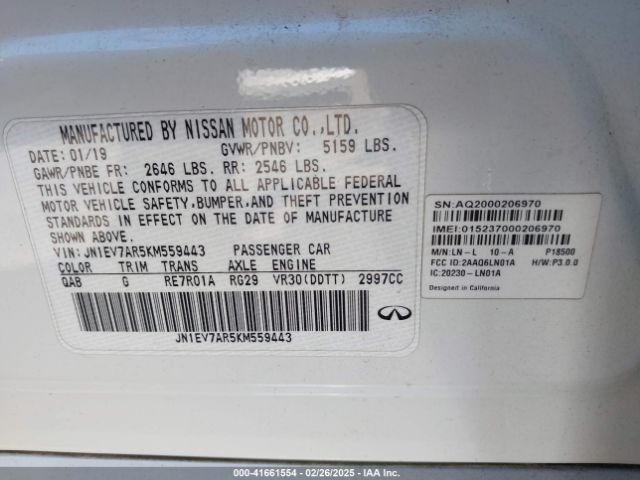 MANUFACTURED BY NISSAN MOTOR CO.,LTD.
DATE: 01/19 GVWR/PNBV: 5159 LBS.
GAWR/PNBE FR: 2646 LBS. RR: 2546 LBS.
THIS VEHICLE CONFORMS TO ALL APPLICABLE FEDERAL
MOTOR VEHICLE SAFETY,BUMPER,AND THEFT PREVENTION
STANDARDS IN EFFECT ON THE DATE OF MANUFACTURE
SHOWN ABOVE.
VIN: JN1EV7AR5KM559443 PASSENGER CAR
COLOR TRIM TRANS AXLE ENGINE
QAB G RE7R01A RG29 VR30(DDTT) 2997CC
JN1EV7AR5KM559443
INFINITI
SN:AQ2000206970
IMEI:015237000206970
M/N:LN-L 10-A P18500
FCC ID:2AAQ6LN01A H/W:P3.0.0
IC:20230-LN01A
Designed in California
000-41661554 | 02/26/2025 | IAA Inc.